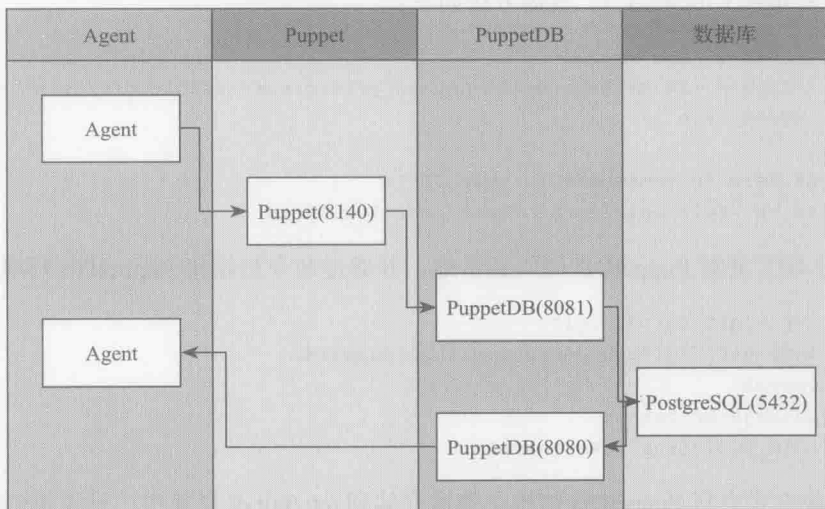 Agent
Puppet
PuppetDB
数据库
Agent
Puppet(8140)
PuppetDB(8081)
Agent
PostgreSQL(5432)
PuppetDB(8080)